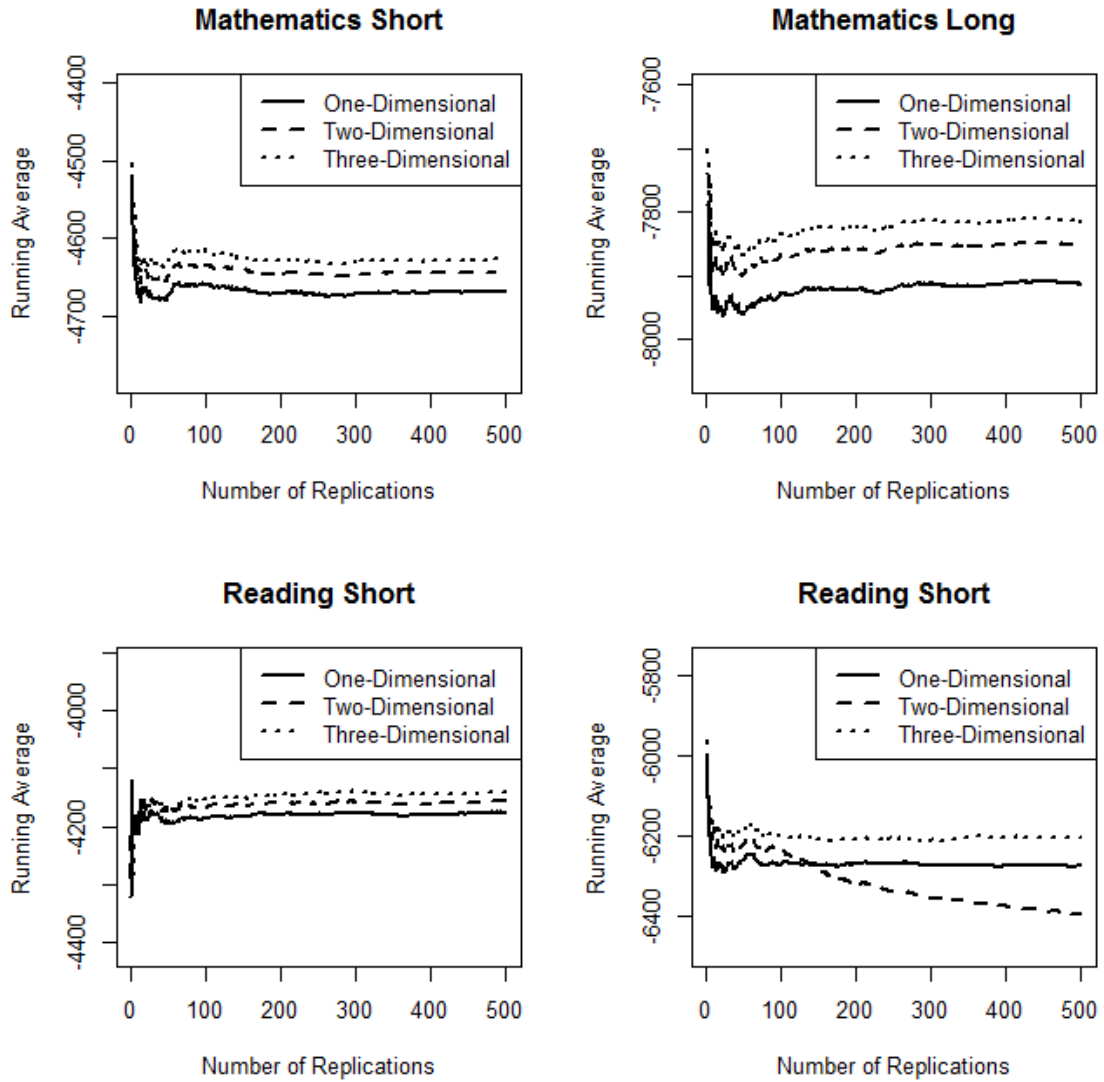 Mathematics Short
Running Average
-4400
-4500
-4600
-4700
One-Dimensional
Two-Dimensional
Three-Dimensional
0 100 200 300 400 500
Number of Replications
Mathematics Long
Running Average
-7600
-7800
-8000
One-Dimensional
Two-Dimensional
Three-Dimensional
0 100 200 300 400 500
Number of Replications
Reading Short
Running Average
-4000
-4200
-4400
One-Dimensional
Two-Dimensional
Three-Dimensional
0 100 200 300 400 500
Number of Replications
Reading Short
Running Average
-5800
-6000
-6200
-6400
One-Dimensional
Two-Dimensional
Three-Dimensional
0 100 200 300 400 500
Number of Replications